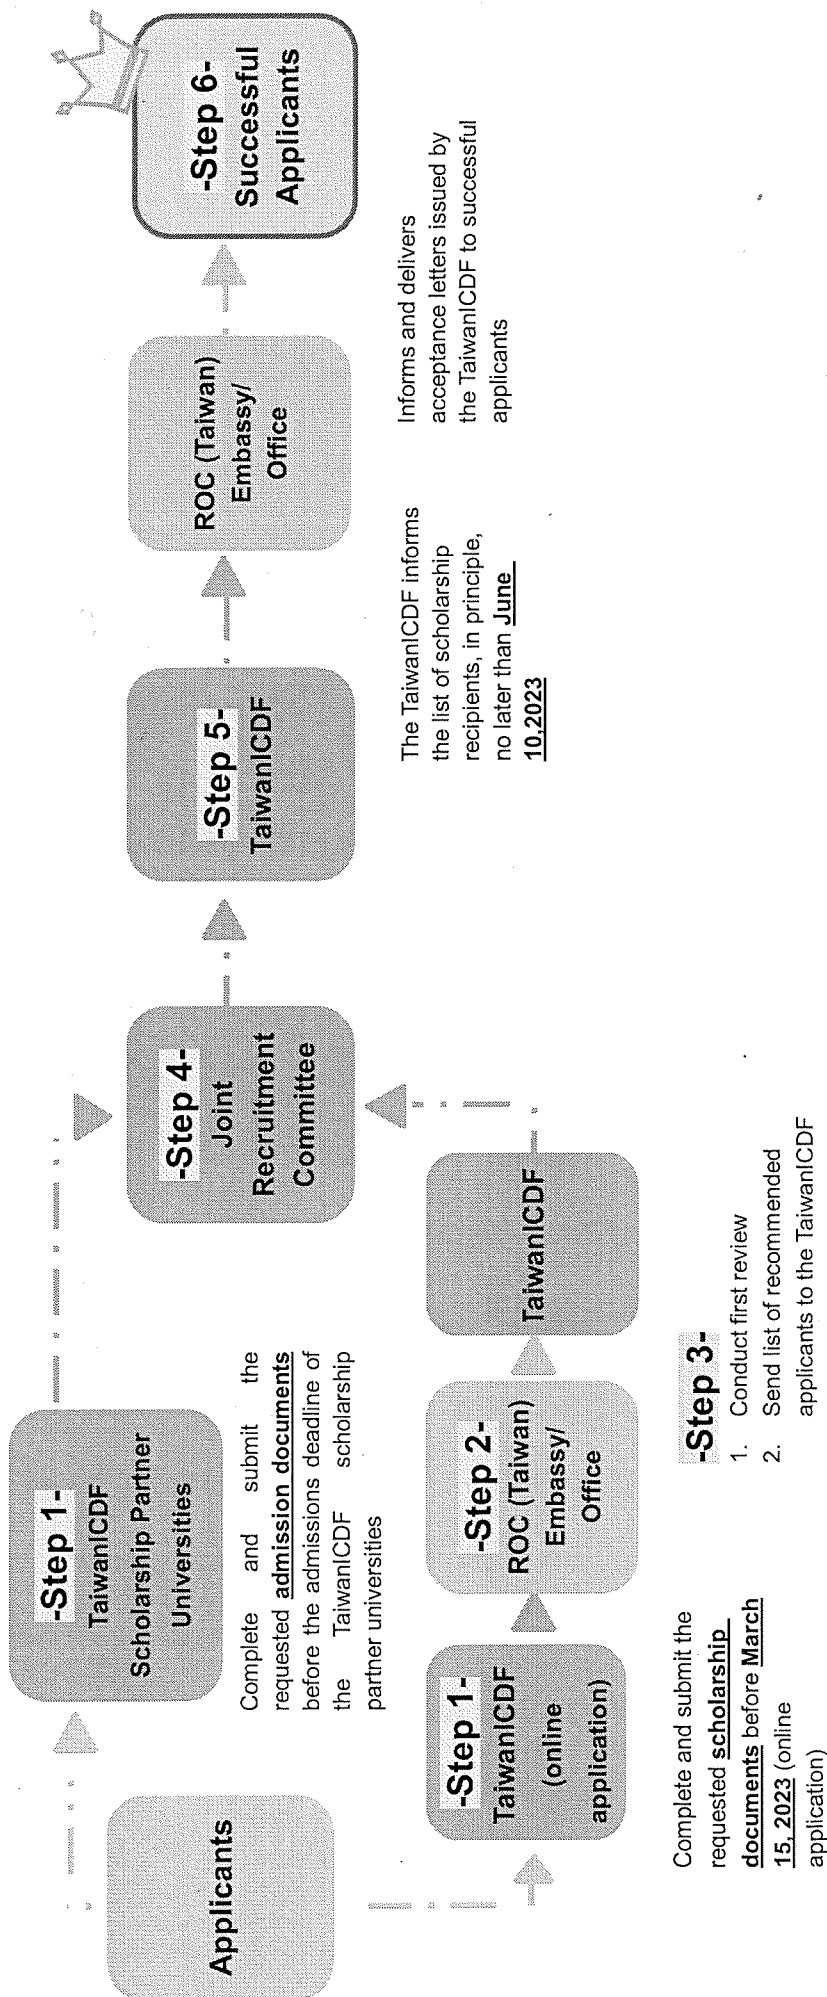 Applicants
-Step 1-
TaiwanICDF
Scholarship Partner
Universities
Complete and submit the
requested admission documents
before the admissions deadline of
the TaiwanICDF scholarship
partner universities
-Step 1-
TaiwanICDF
(online
application)
Complete and submit the
requested scholarship
documents before March
15, 2023 (online
application)
-Step 2-
ROC (Taiwan)
Embassy/
Office
TaiwanICDF
-Step 3-
1. Conduct first review
2. Send list of recommended
applicants to the TaiwanICDF
-Step 4-
Joint
Recruitment
Committee
-Step 5-
TaiwanICDF
The TaiwanICDF informs
the list of scholarship
recipients, in principle,
no later than June
10,2023
ROC (Taiwan)
Embassy/
Office
Informs and delivers
acceptance letters issued by
the TaiwanICDF to successful
applicants
-Step 6-
Successful
Applicants